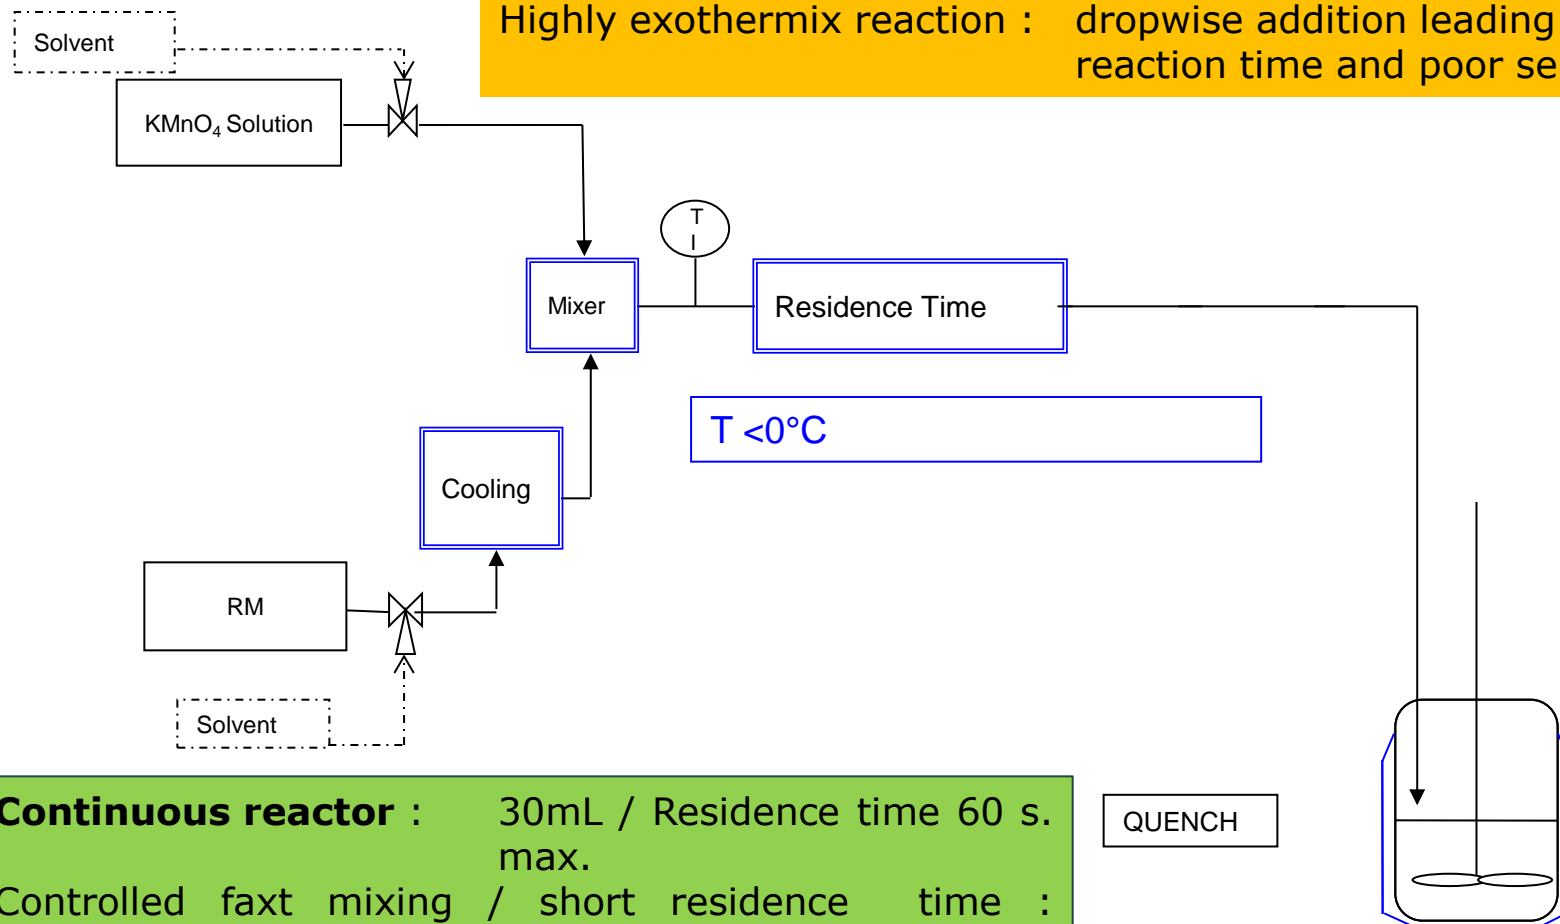 Highly exothermix reaction : dropwise addition leading
reaction time and poor se
Solvent
KMnO₄ Solution
T
I
Mixer
Residence Time
T <0°C
Cooling
RM
Solvent
Continuous reactor : 30mL / Residence time 60 s.
max.
Controlled faxt mixing / short residence time :
QUENCH